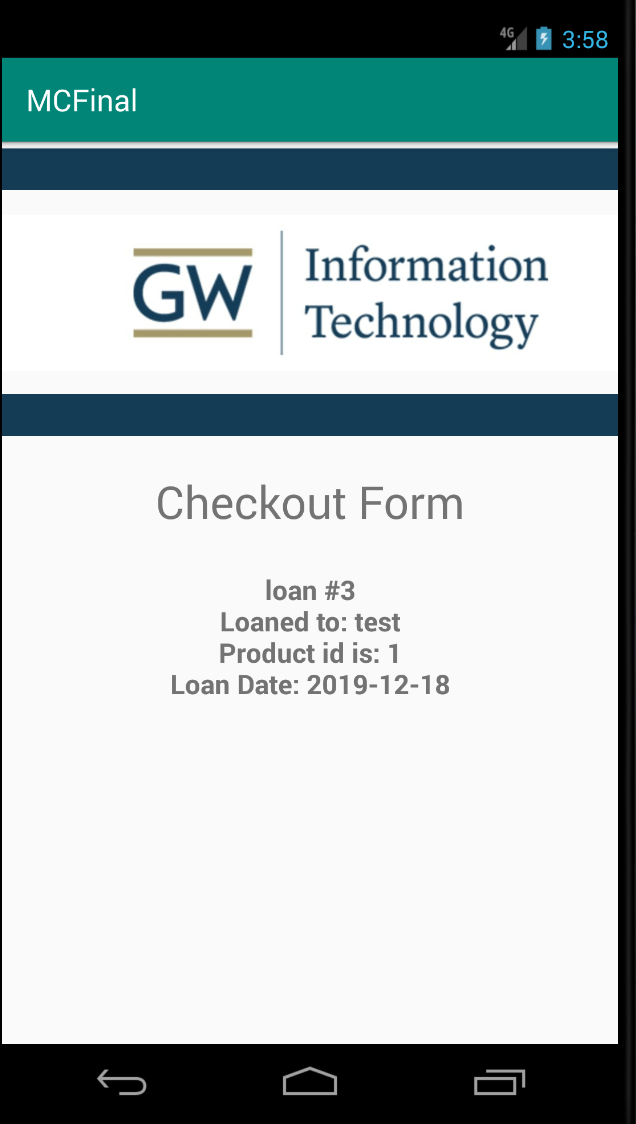 4G 3:58
MCFinal
GW Information
Technology
Checkout Form
loan #3
Loaned to: test
Product id is: 1
Loan Date: 2019-12-18